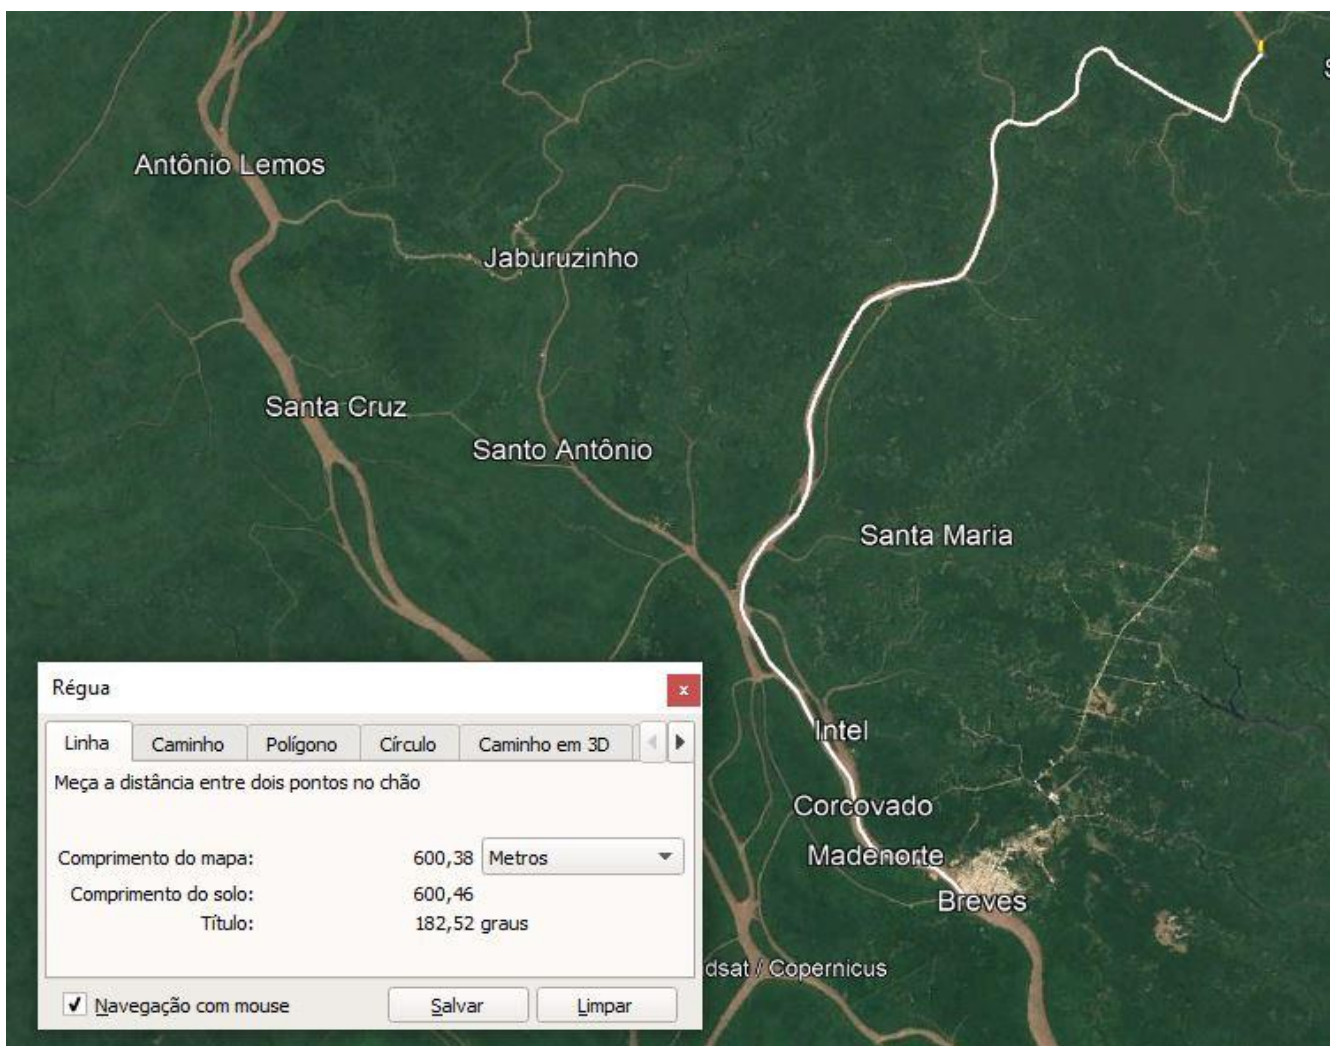 S
Antônio Lemos
Jaburuzinho
Santa Cruz
Santo Antônio
Santa Maria
Intel
Corcovado
Madenorte
Breves
dsat / Copernicus
Régua
x
Linha Caminho Polígono Círculo Caminho em 3D
Meça a distância entre dois pontos no chão
Comprimento do mapa: 600,38 Metros
Comprimento do solo: 600,46
Título: 182,52 graus
Navegação com mouse Salvar Limpar